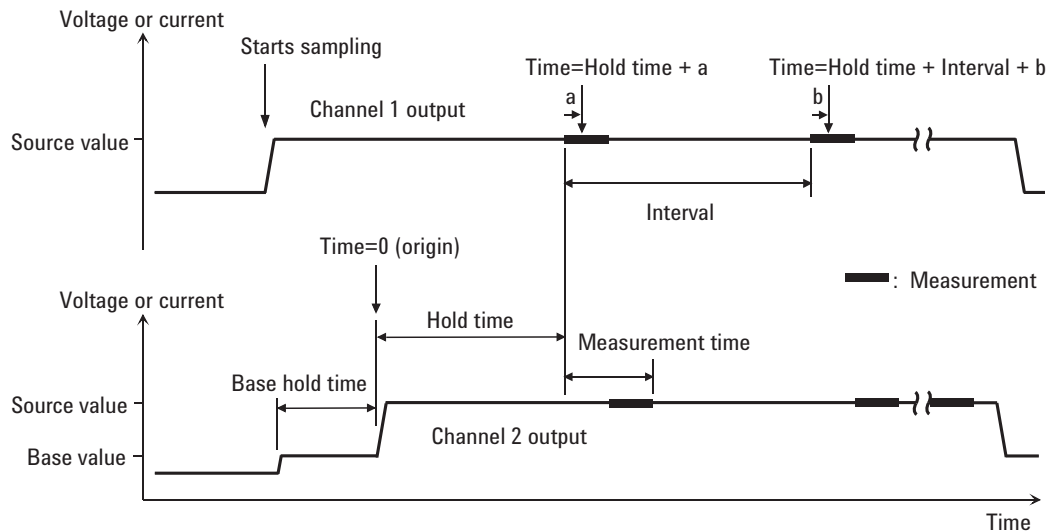 Voltage or current
Starts sampling
Time=Hold time + a
Time=Hold time + Interval + b
a
b
Channel 1 output
Source value
Interval
Time=0 (origin)
: Measurement
Voltage or current
Hold time
Measurement time
Base hold time
Source value
Channel 2 output
Base value
Time